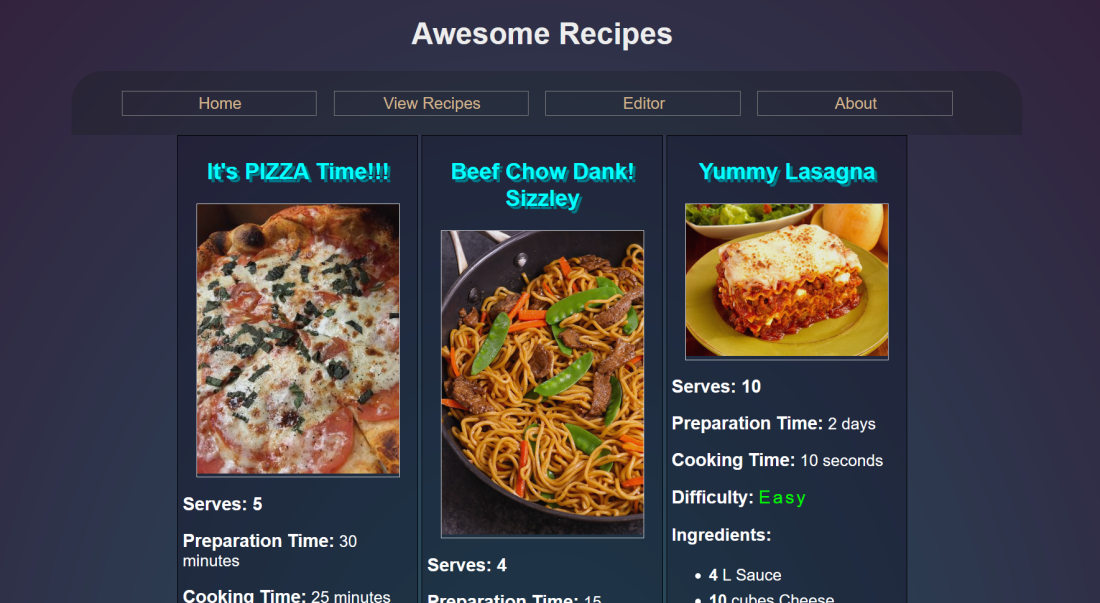 Awesome Recipes
Home
View Recipes
Editor
About
It's PIZZA Time!!!
Serves: 5
Preparation Time: 30
minutes
Cooking Time: 25 minutes
Beef Chow Dank!
Sizzley
Serves: 4
Preparation Time: 15
Yummy Lasagna
Serves: 10
Preparation Time: 2 days
Cooking Time: 10 seconds
Difficulty: Easy
Ingredients:
• 4 L Sauce
• 10 cubes Cheese